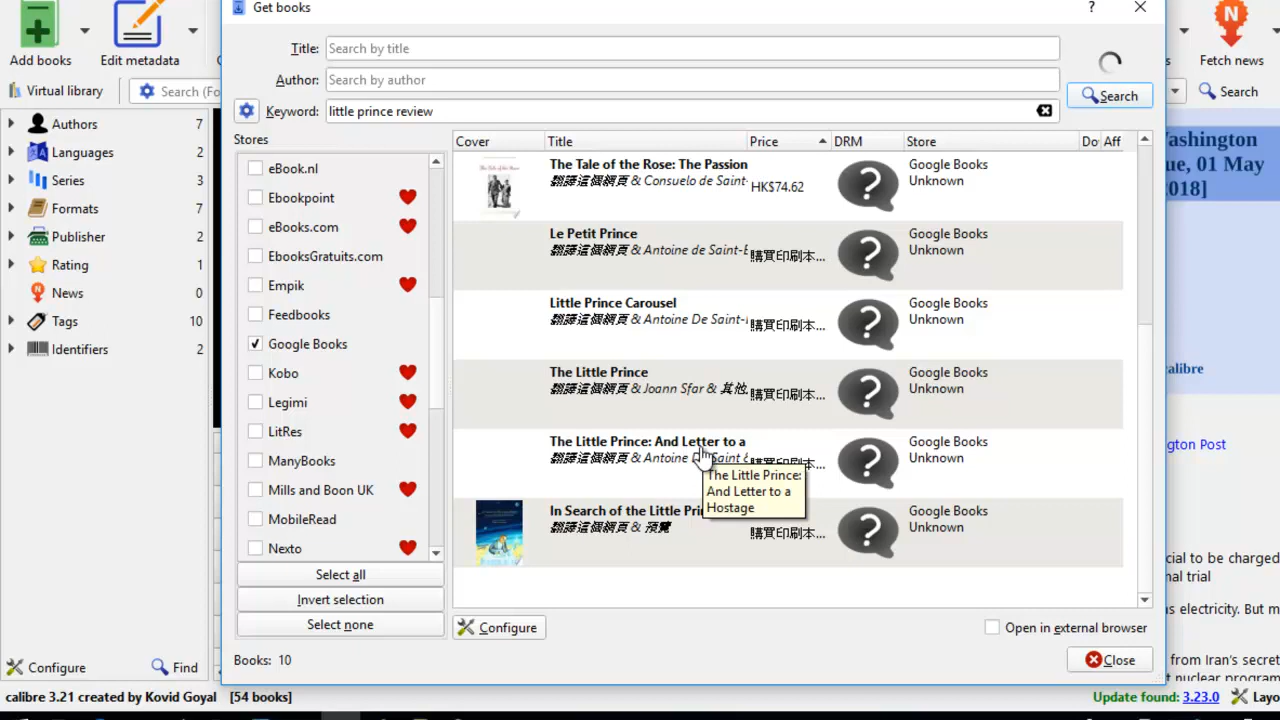 Get books
?
Add books
Edit metadata
Fetch news
Virtual library
Search (Fo
Search
Title:
Search by title
Author:
Search by author
Keyword:
little prince review
Search
Authors 7
Languages 2
Series 3
Formats 7
Publisher 2
Rating 1
News 0
Tags 10
Identifiers 2
Configure
Find
Stores
eBook.nl
Ebookpoint
eBooks.com
EbooksGratuits.com
Empik
Feedbooks
Google Books
Kobo
Legimi
LitRes
ManyBooks
Mills and Boon UK
MobileRead
Nexto
Select all
Invert selection
Select none
Cover Title Price DRM Store Do Aff
The Tale of the Rose: The Passion
翻譯這個網頁 & Consuelo de Saint-
HK$74.62
Google Books
Unknown
Le Petit Prince
翻譯這個網頁 & Antoine de Saint-E
購買印刷本...
Google Books
Unknown
Little Prince Carousel
翻譯這個網頁 & Antoine De Saint-
購買印刷本...
Google Books
Unknown
The Little Prince
翻譯這個網頁 & Joann Sfar & 其他
購買印刷本...
Google Books
Unknown
The Little Prince: And Letter to a
翻譯這個網頁 & Antoine
購買印刷本...
Google Books
Unknown
The Little Prince:
And Letter to a
Hostage
In Search of the Little Pri
翻譯這個網頁 & 預覽
購買印刷本...
Google Books
Unknown
Configure
Open in external browser
Books: 10
Close
ashington
ue, 01 May
2018]
calibre
gton Post
cial to be charged
nal trial
s electricity. But m
from Iran's secret
t nuclear program
calibre 3.21 created by Kovid Goyal [54 books]
Update found: 3.23.0
Layo